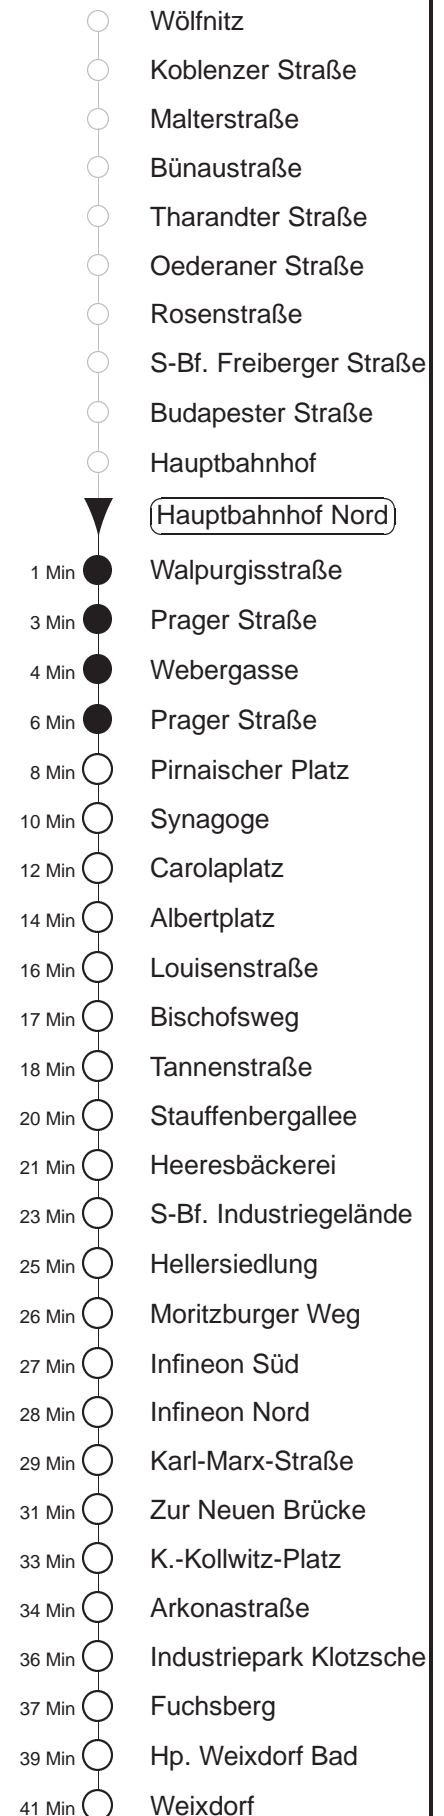 Wölfnitz
Koblenzer Straße
Malterstraße
Bünaustraße
Tharandter Straße
Oederaner Straße
Rosenstraße
S-Bf. Freiberger Straße
Budapester Straße
Hauptbahnhof
Hauptbahnhof Nord
1 Min Walpurgisstraße
3 Min Prager Straße
4 Min Webergasse
6 Min Prager Straße
8 Min Pirnaischer Platz
10 Min Synagoge
12 Min Carolaplatz
14 Min Albertplatz
16 Min Louisenstraße
17 Min Bischofsweg
18 Min Tannenstraße
20 Min Stauffenbergallee
21 Min Heeresbäckerei
23 Min S-Bf. Industriegelände
25 Min Hellersiedlung
26 Min Moritzburger Weg
27 Min Infineon Süd
28 Min Infineon Nord
29 Min Karl-Marx-Straße
31 Min Zur Neuen Brücke
33 Min K.-Kollwitz-Platz
34 Min Arkonastraße
36 Min Industriepark Klotzsche
37 Min Fuchsberg
39 Min Hp. Weixdorf Bad
41 Min Weixdorf